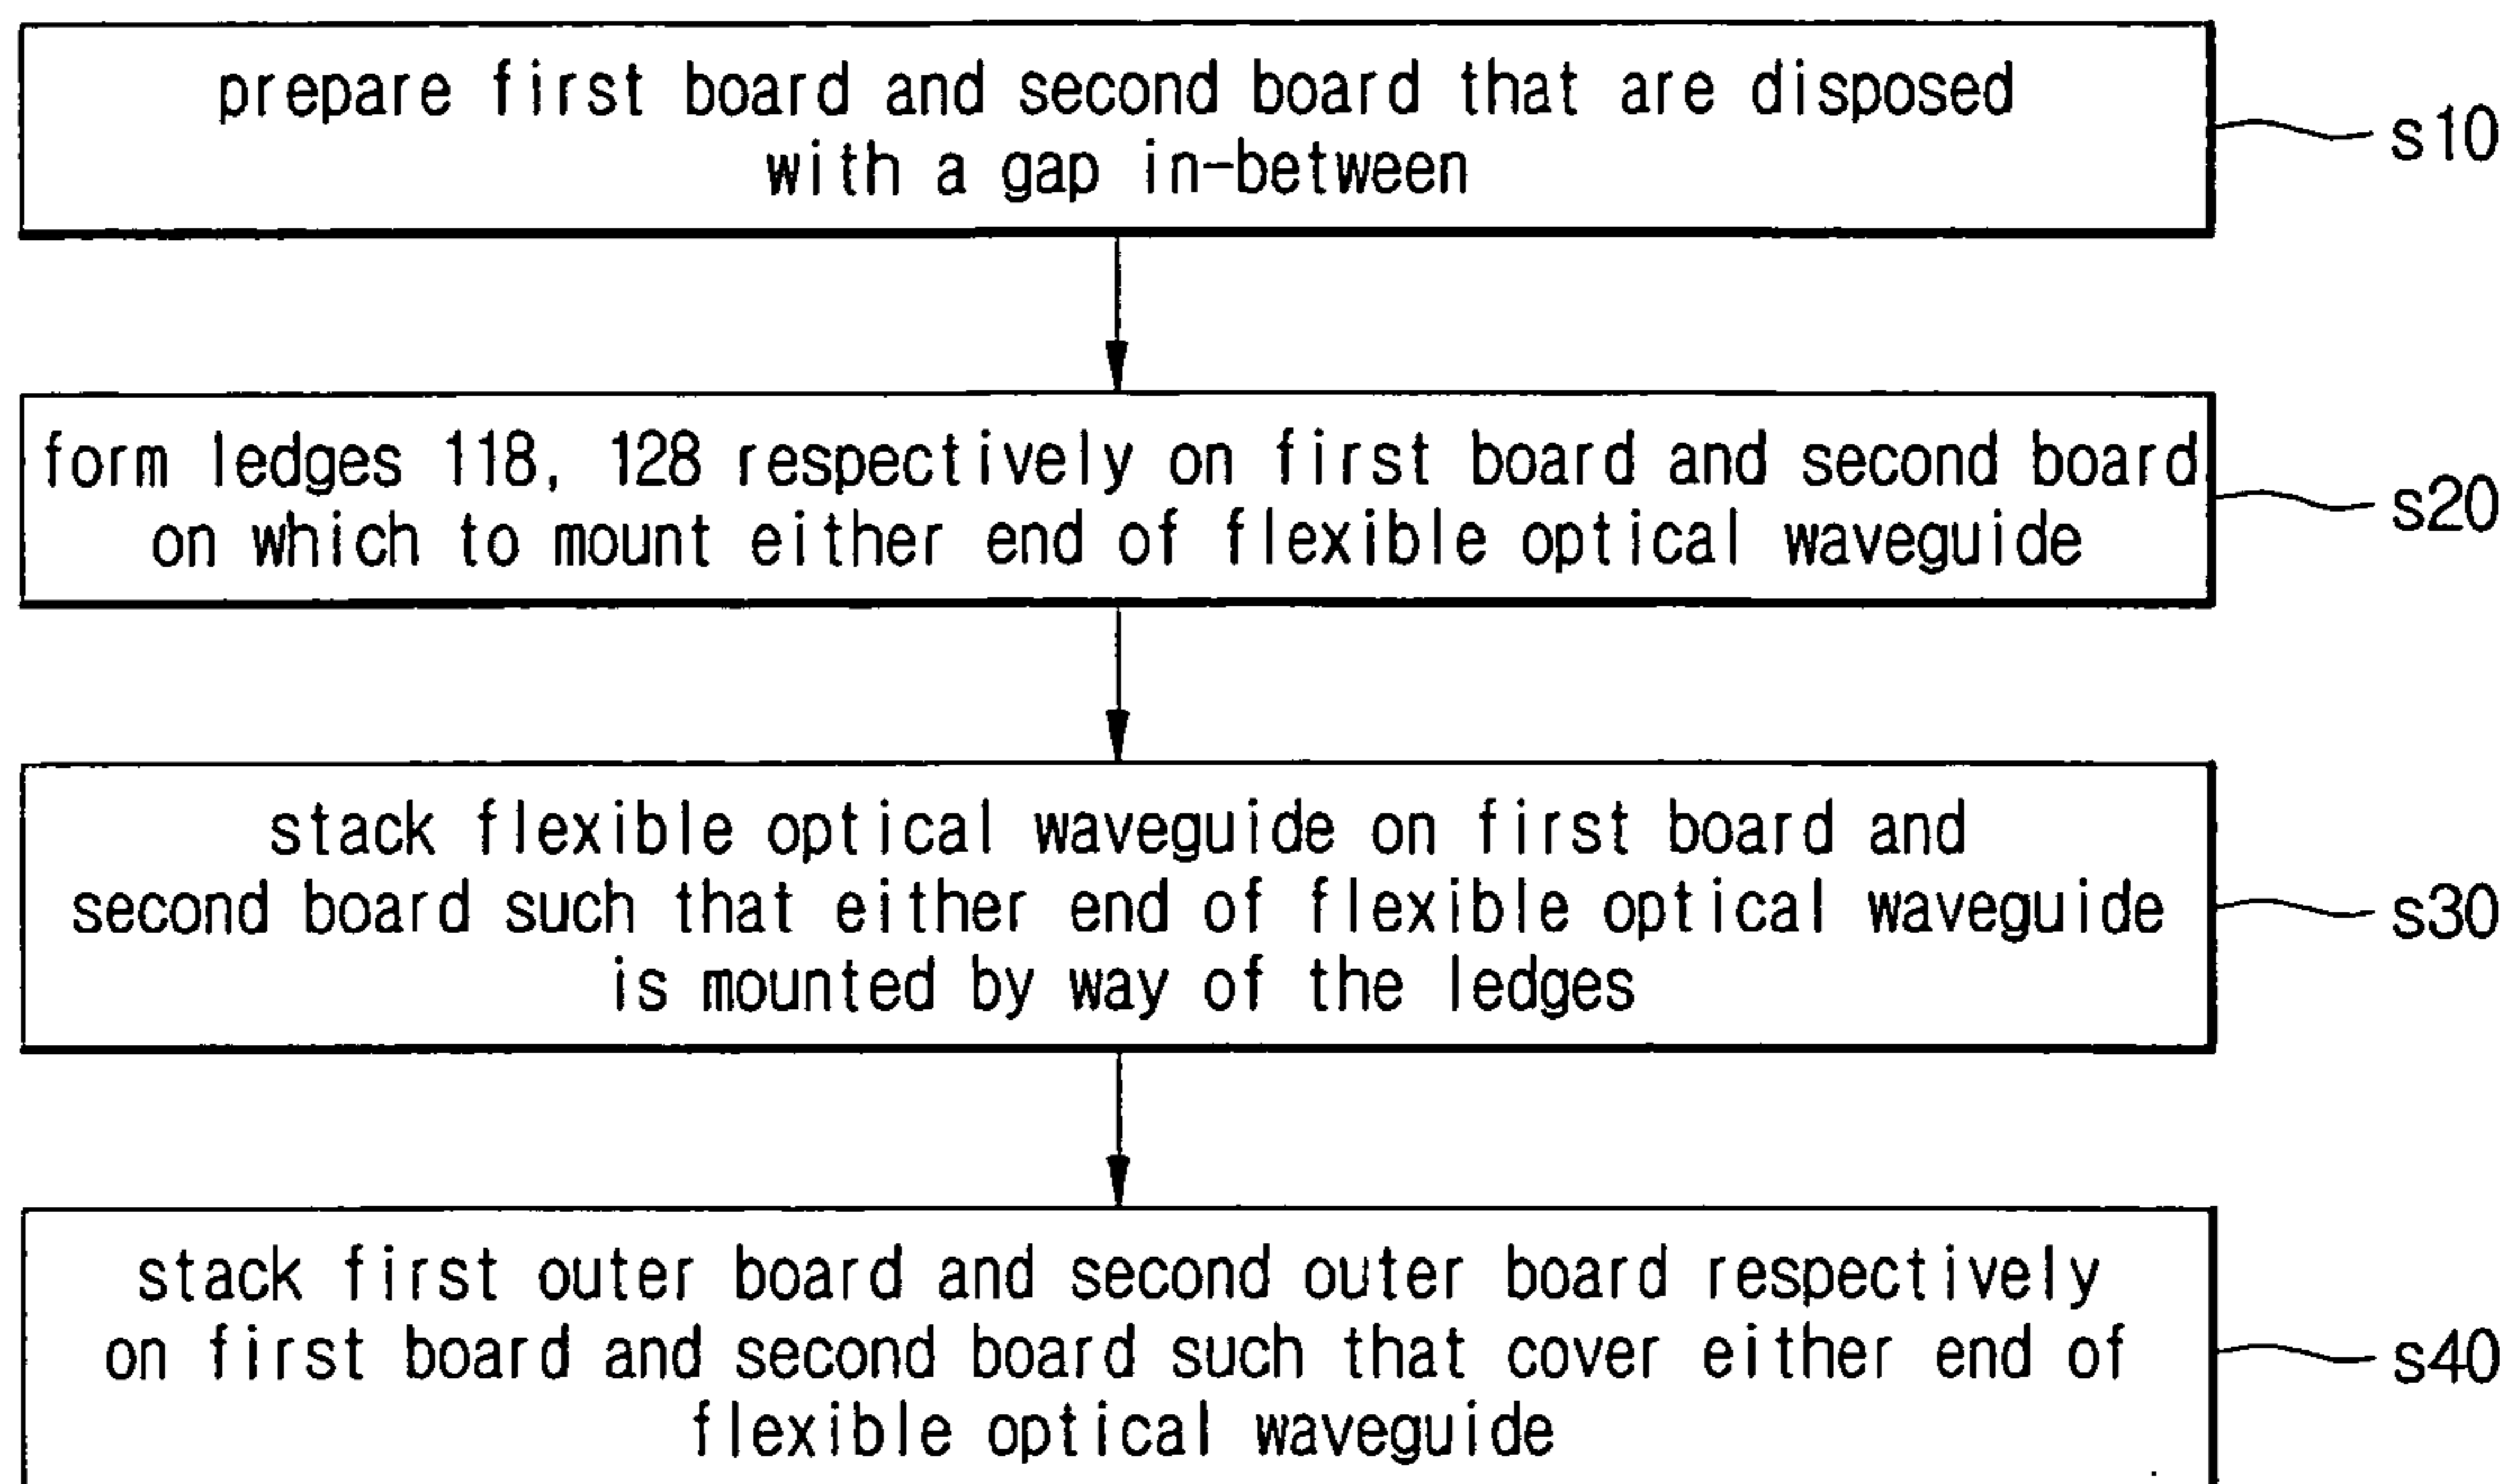 prepare first board and second board that are disposed
with a gap in-between
s10
form ledges 118, 128 respectively on first board and second board
on which to mount either end of flexible optical waveguide
s20
stack flexible optical waveguide on first board and
second board such that either end of flexible optical waveguide
is mounted by way of the ledges
s30
stack first outer board and second outer board respectively
on first board and second board such that cover either end of
flexible optical waveguide
s40